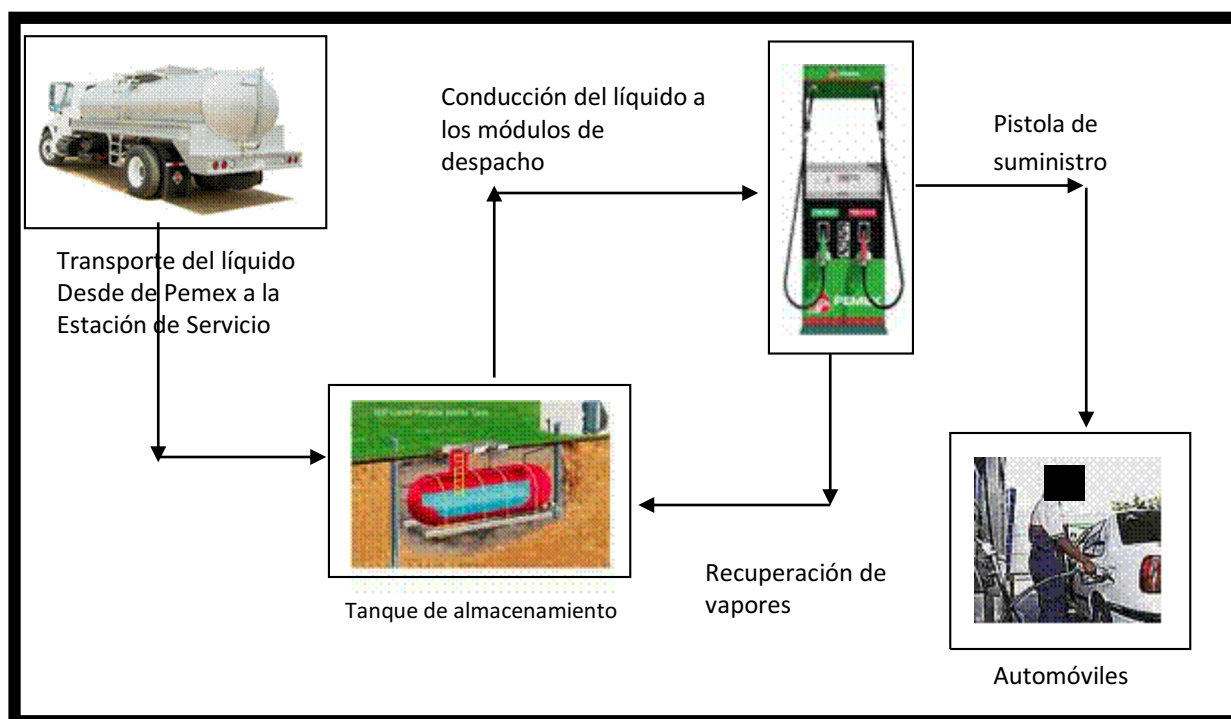 Conducción del líquido a
los módulos de
despacho
Pistola de
suministro
Transporte del líquido
Desde de Pemex a la
Estación de Servicio
PEMEX
Recuperación de
vapores
Tanque de almacenamiento
Automóviles